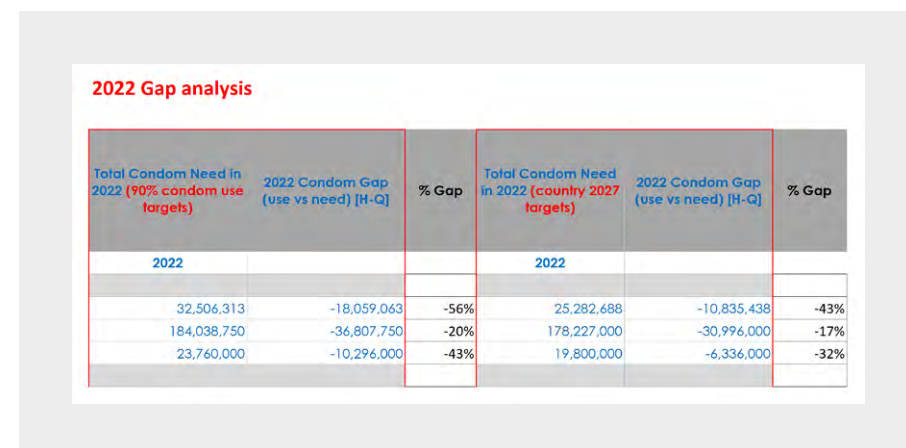 2022 Gap analysis
Total Condom Need in
2022 (90% condom use
targets)
2022 Condom Gap
(use vs need) [H-Q]
% Gap
Total Condom Need
in 2022 (country 2027
targets)
2022 Condom Gap
(use vs need) [H-Q]
% Gap
2022 2022
32,506,313 -18,059,063 -56% 25,282,688 -10,835,438 -43%
184,038,750 -36,807,750 -20% 178,227,000 -30,996,000 -17%
23,760,000 -10,296,000 -43% 19,800,000 -6,336,000 -32%